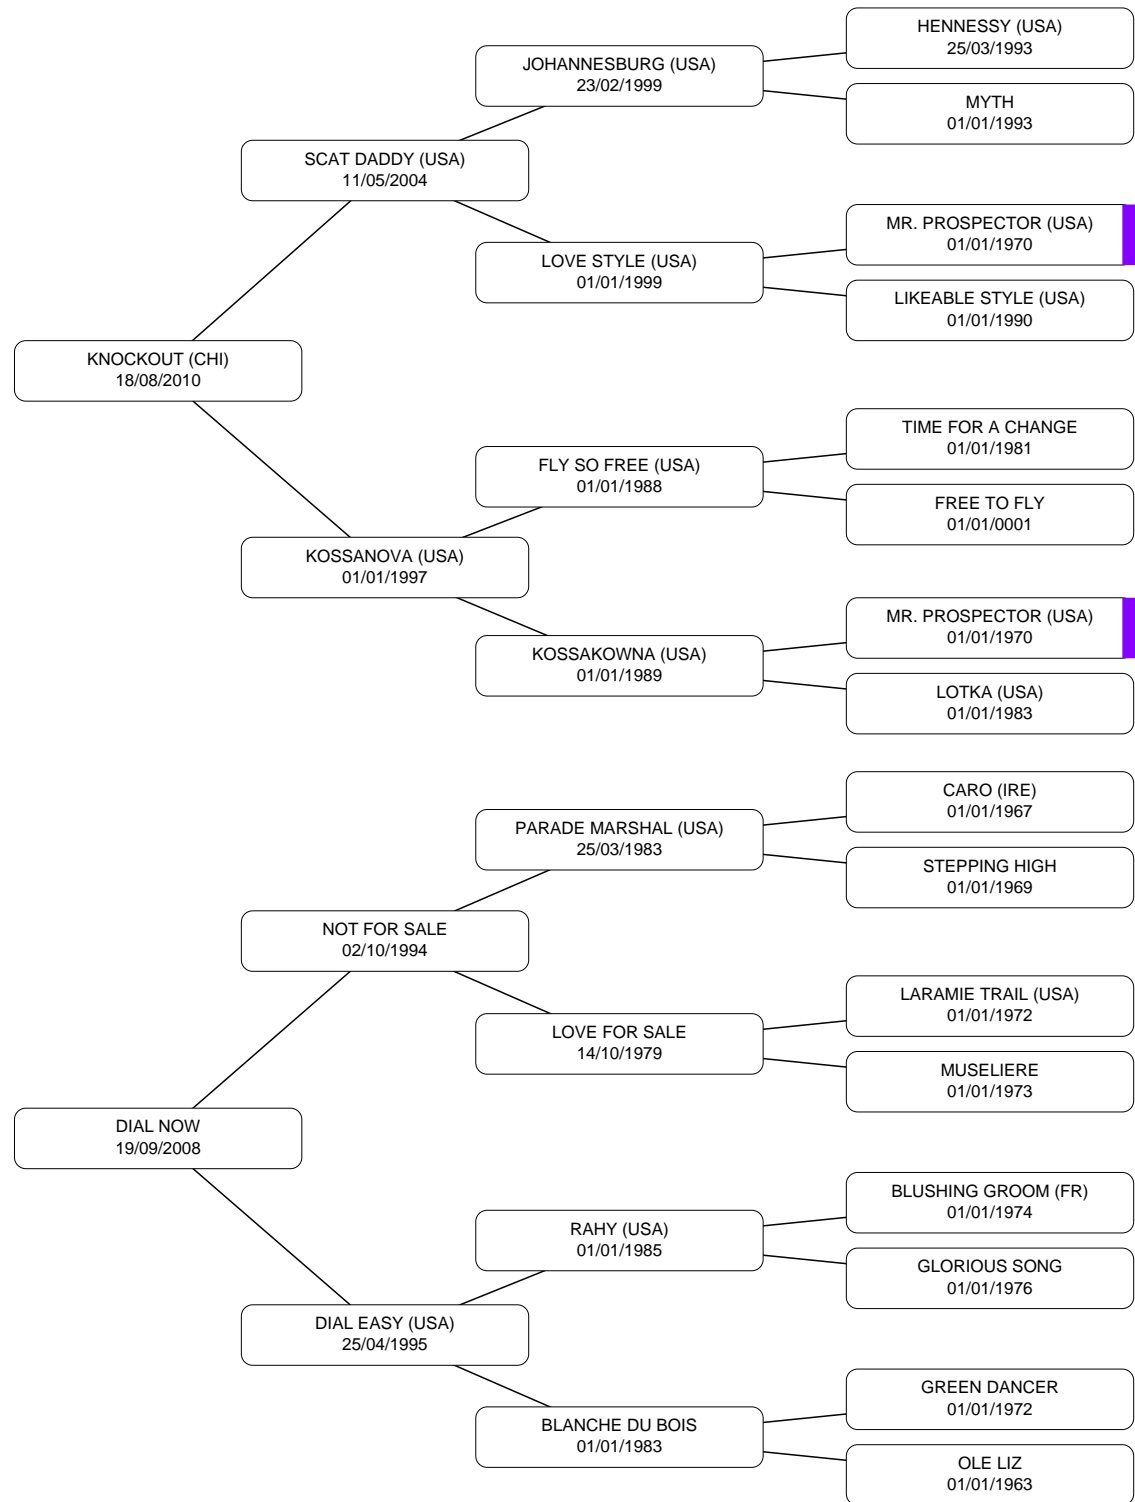 HENNESSY (USA)
25/03/1993
JOHANNESBURG (USA)
23/02/1999
MYTH
01/01/1993
SCAT DADDY (USA)
11/05/2004
MR. PROSPECTOR (USA)
01/01/1970
LOVE STYLE (USA)
01/01/1999
LIKEABLE STYLE (USA)
01/01/1990
KNOCKOUT (CHI)
18/08/2010
TIME FOR A CHANGE
01/01/1981
FLY SO FREE (USA)
01/01/1988
FREE TO FLY
01/01/0001
KOSSANOVA (USA)
01/01/1997
MR. PROSPECTOR (USA)
01/01/1970
KOSSAKOWNA (USA)
01/01/1989
LOTKA (USA)
01/01/1983
CARO (IRE)
01/01/1967
PARADE MARSHAL (USA)
25/03/1983
STEPPING HIGH
01/01/1969
NOT FOR SALE
02/10/1994
LARAMIE TRAIL (USA)
01/01/1972
LOVE FOR SALE
14/10/1979
MUSELIERE
01/01/1973
DIAL NOW
19/09/2008
BLUSHING GROOM (FR)
01/01/1974
RAHY (USA)
01/01/1985
GLORIOUS SONG
01/01/1976
DIAL EASY (USA)
25/04/1995
GREEN DANCER
01/01/1972
BLANCHE DU BOIS
01/01/1983
OLE LIZ
01/01/1963